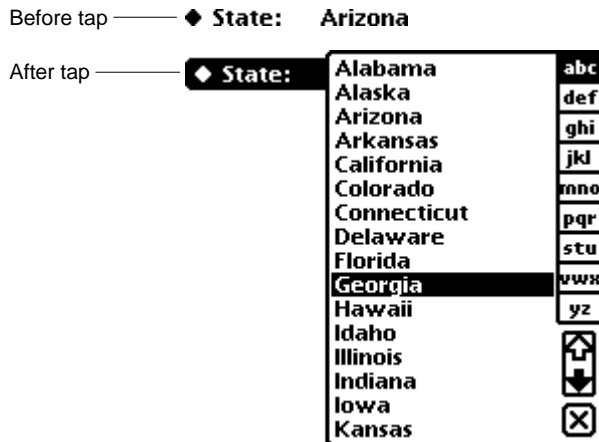 Before tap ◆ State: Arizona
After tap ◆ State:
Alabama
Alaska
Arizona
Arkansas
California
Colorado
Connecticut
Delaware
Florida
Georgia
Hawaii
Idaho
Illinois
Indiana
Iowa
Kansas
abc
def
ghi
jkl
mno
pqr
stu
vwx
yz